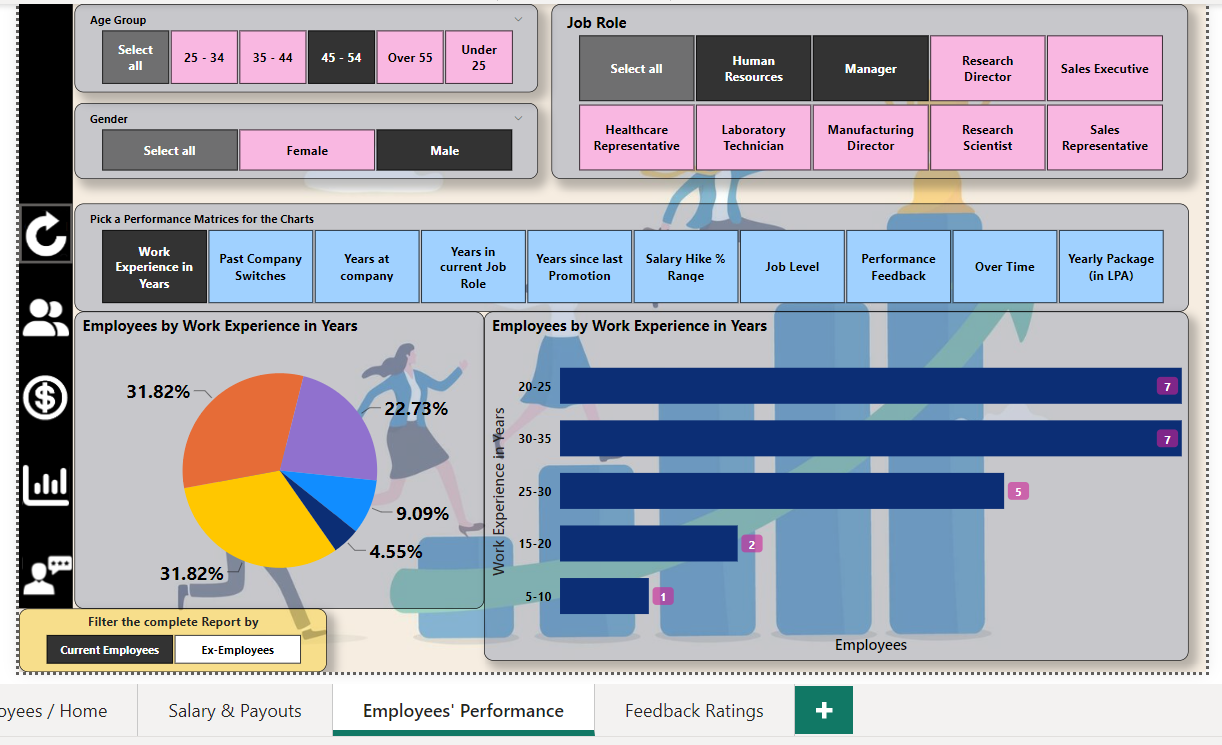 Age Group
Select
all
25 - 34
35 - 44
45 - 54
Over 55
Under
25
Gender
Select all
Female
Male
Job Role
Select all
Human
Resources
Manager
Research
Director
Sales Executive
Healthcare
Representative
Laboratory
Technician
Manufacturing
Director
Research
Scientist
Sales
Representative
Pick a Performance Matrices for the Charts
Work
Experience in
Years
Past Company
Switches
Years at
company
Years in
current Job
Role
Years since last
Promotion
Salary Hike %
Range
Job Level
Performance
Feedback
Over Time
Yearly Package
(in LPA)
Employees by Work Experience in Years
31.82%
22.73%
9.09%
4.55%
31.82%
Employees by Work Experience in Years
Work Experience in Years
20-25
7
30-35
7
25-30
5
15-20
2
5-10
1
Employees
Filter the complete Report by
Current Employees
Ex-Employees
oyees / Home
Salary & Payouts
Employees' Performance
Feedback Ratings
+